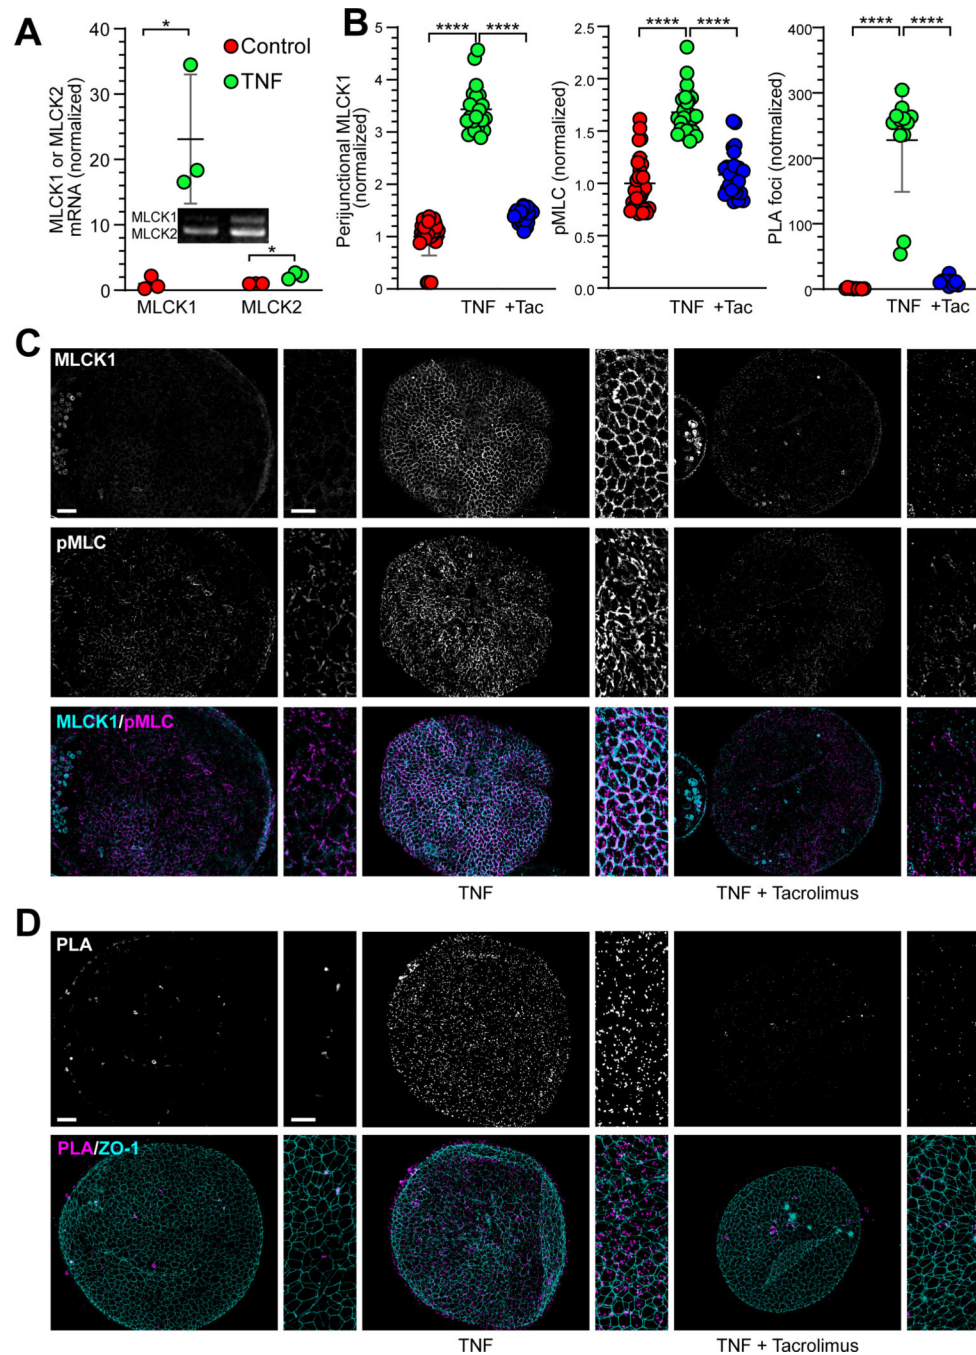 A
MLCK1 or MLCK2
mRNA (normalized)
40
30
20
10
0
*
Control
TNF
MLCK1
MLCK2
*
MLCK1
MLCK2
B
Perijunctional MLCK1
(normalized)
5
4
3
2
1
0
**** ****
TNF +Tac
pMLC (normalized)
2.5
2.0
1.5
1.0
0.5
0.0
**** ****
TNF +Tac
PLA foci (notmalized)
400
300
200
100
0
**** ****
TNF +Tac
C
MLCK1
pMLC
MLCK1/pMLC
TNF
TNF + Tacrolimus
D
PLA
PLA/ZO-1
TNF
TNF + Tacrolimus